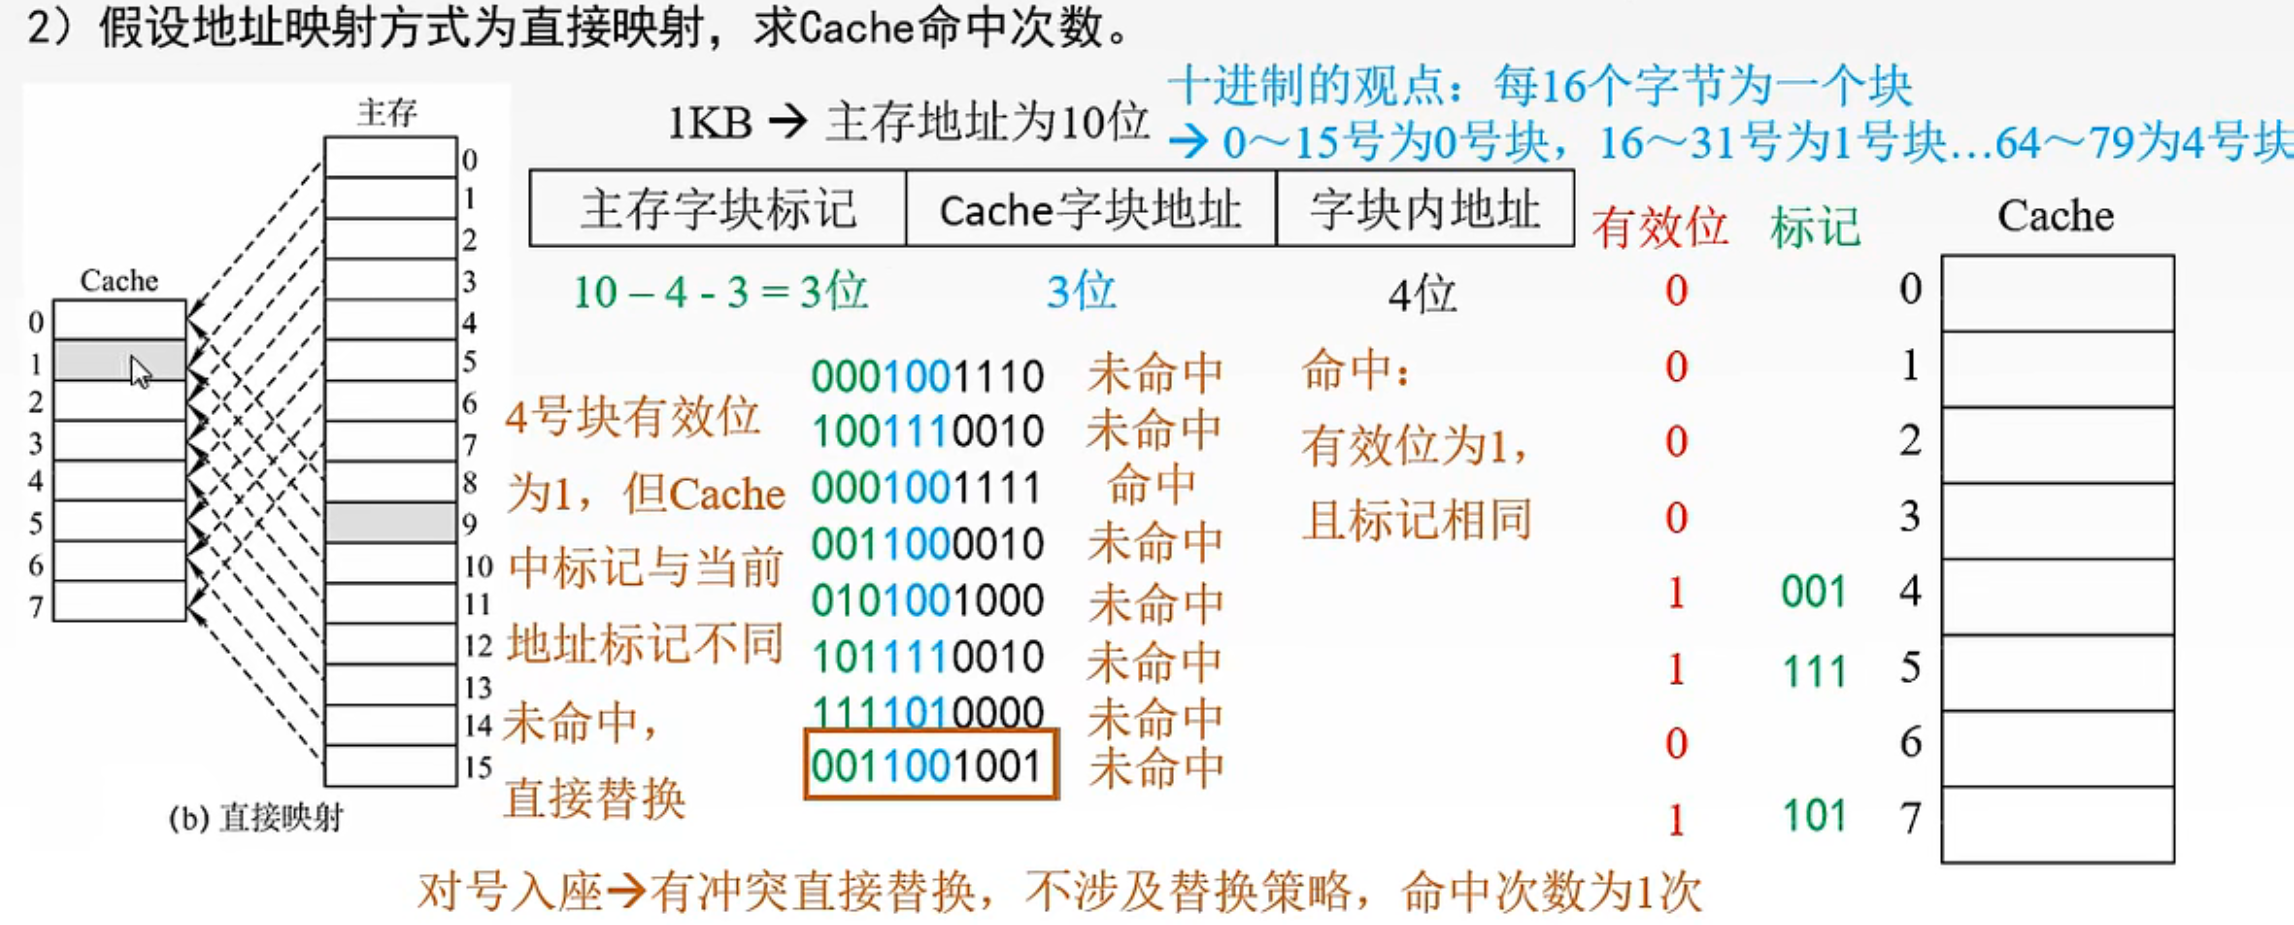 2）假设地址映射方式为直接映射，求Cache命中次数。
十进制的观点：每16个字节为一个块
1KB → 主存地址为10位
→ 0～15号为0号块，16～31号为1号块…64～79为4号块
主存
0
1
2
3
4
5
6
7
8
9
10
11
12
13
14
15
Cache
0
1
2
3
4
5
6
7
(b) 直接映射
主存字块标记 Cache字块地址 字块内地址
10 – 4 - 3 = 3位 3位 4位
4号块有效位
为1，但Cache
中标记与当前
地址标记不同
未命中，
直接替换
0001001110 未命中
1001110010 未命中
0001001111 命中
0011000010 未命中
0101001000 未命中
1011110010 未命中
1111010000 未命中
0011001001 未命中
命中：
有效位为1，
且标记相同
有效位 标记 Cache
0 0
0 1
0 2
0 3
1 001 4
1 111 5
0 6
1 101 7
对号入座→有冲突直接替换，不涉及替换策略，命中次数为1次